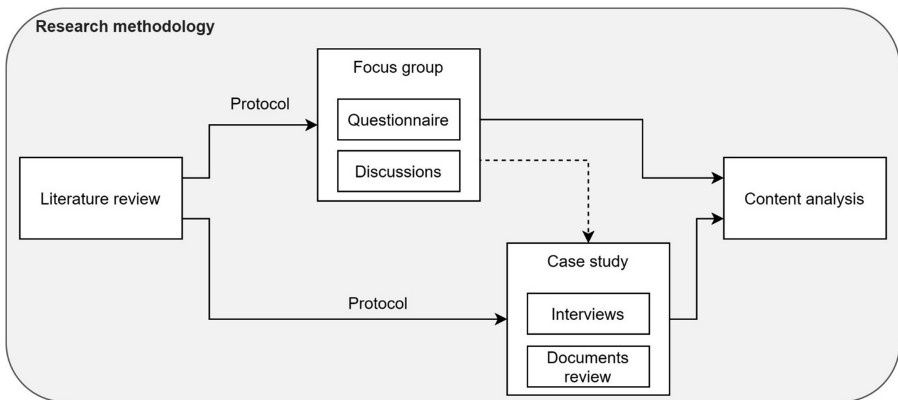 Research methodology
Focus group
Protocol
Questionnaire
Discussions
Literature review
Content analysis
Case study
Protocol
Interviews
Documents
review